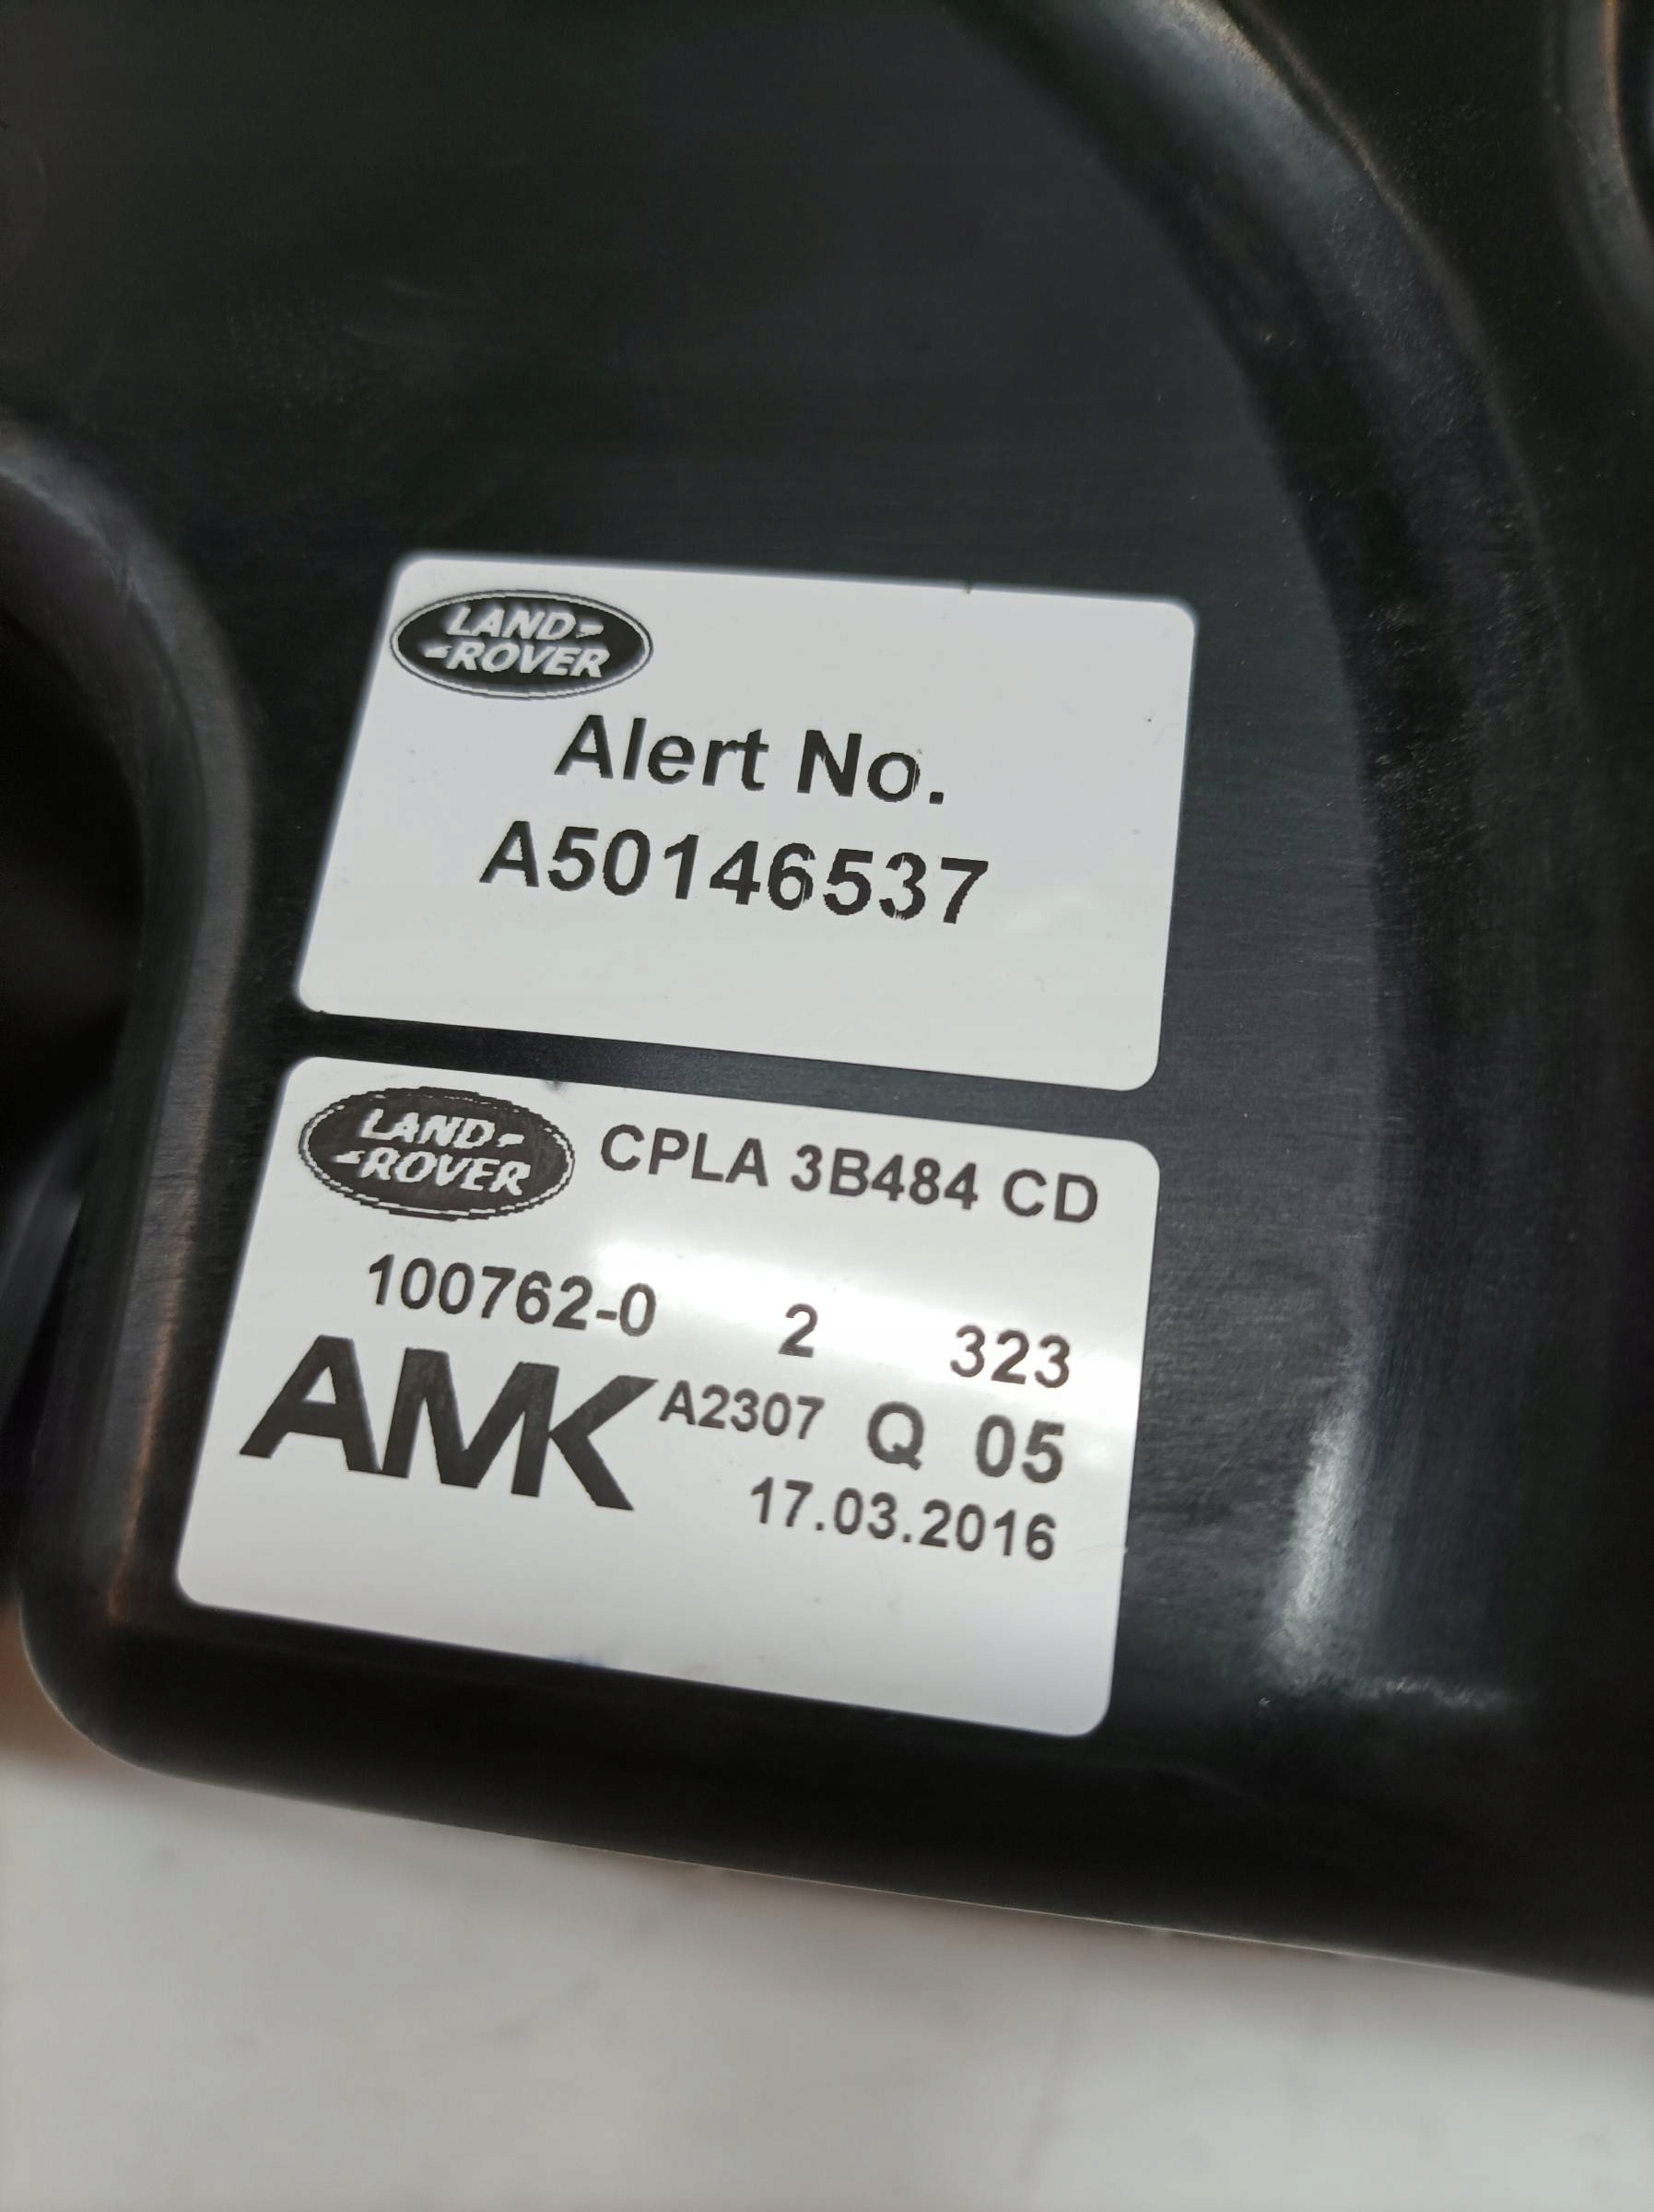 LAND-
-ROVER
Alert No.
A50146537
LAND-
-ROVER
CPLA 3B484 CD
100762-0 2 323
AMK A2307 Q 05
17.03.2016